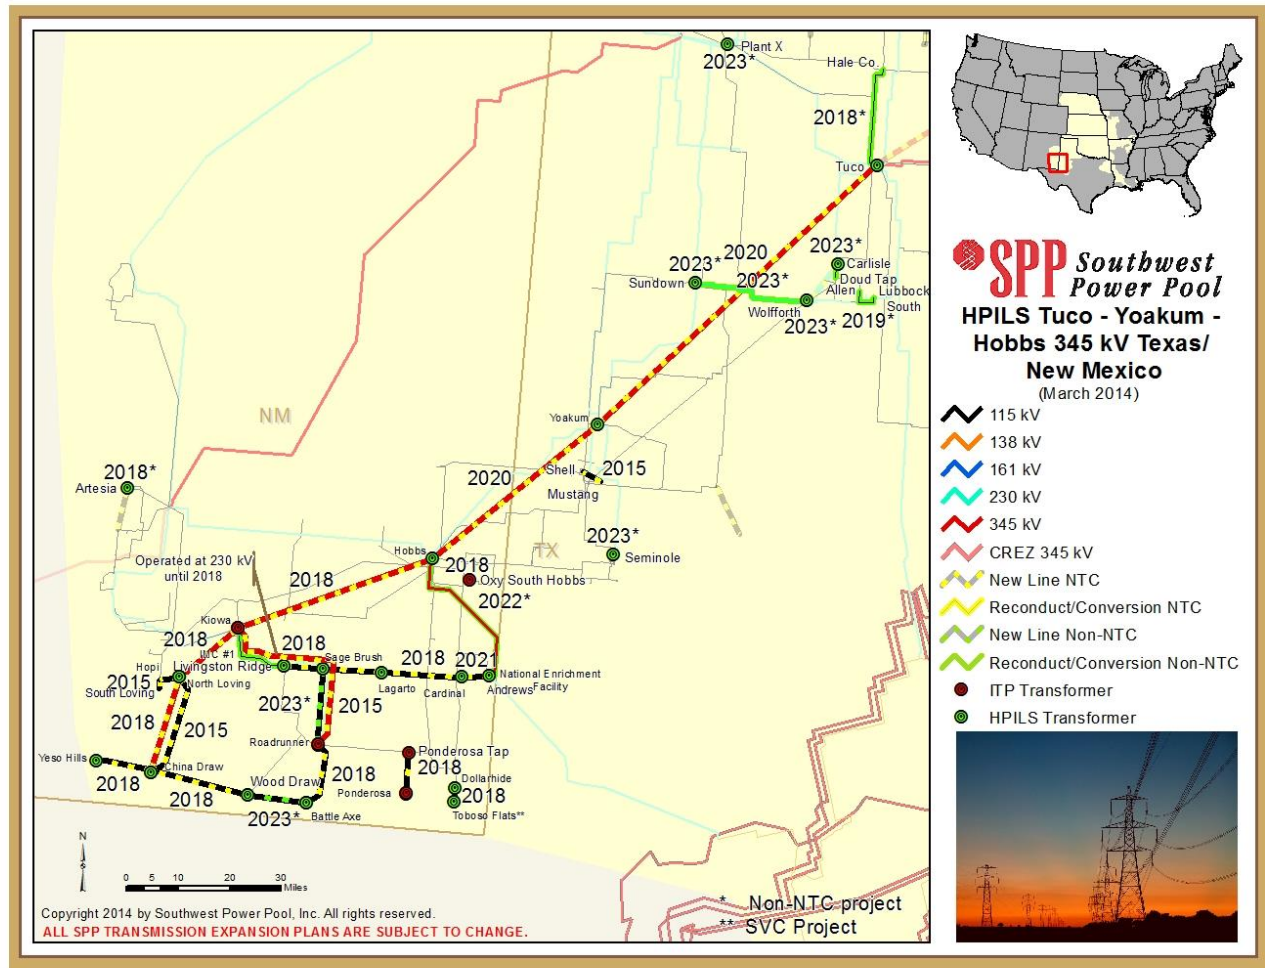 Plant X
2023*
Hale Co.
2018*
Tuco
2020
2023*
Carlisle
2023*
Sundown
2023*
Doud Tap
Allen
Lubbock
South
Wolfforth
2023*
2019*
NM
Yoakum
Shell
2015
Mustang
2020
2018*
Artesia
2023*
Seminole
TX
Hobbs
2018
Oxy South Hobbs
2022*
Operated at 230 kV
until 2018
2018
Kiowa
2018
2018
IMC #1
Livingston Ridge
Sage Brush
Hopi
2015
South Loving
North Loving
2018
2021
Lagarto
Cardinal
Andrews
National Enrichment
Facility
2018
2015
2023*
2015
Roadrunner
Ponderosa Tap
2018
Ponderosa
2018
Yeso Hills
2018
China Draw
2018
Wood Draw
2023*
Battle Axe
Dollarhide
2018
Toboso Flats**
N
0 5 10 20 30
Miles
Copyright 2014 by Southwest Power Pool, Inc. All rights reserved.
ALL SPP TRANSMISSION EXPANSION PLANS ARE SUBJECT TO CHANGE.
* Non-NTC project
** SVC Project
SPP Southwest
Power Pool
HPILS Tuco - Yoakum -
Hobbs 345 kV Texas/
New Mexico
(March 2014)
115 kV
138 kV
161 kV
230 kV
345 kV
CREZ 345 kV
New Line NTC
Reconduct/Conversion NTC
New Line Non-NTC
Reconduct/Conversion Non-NTC
ITP Transformer
HPILS Transformer